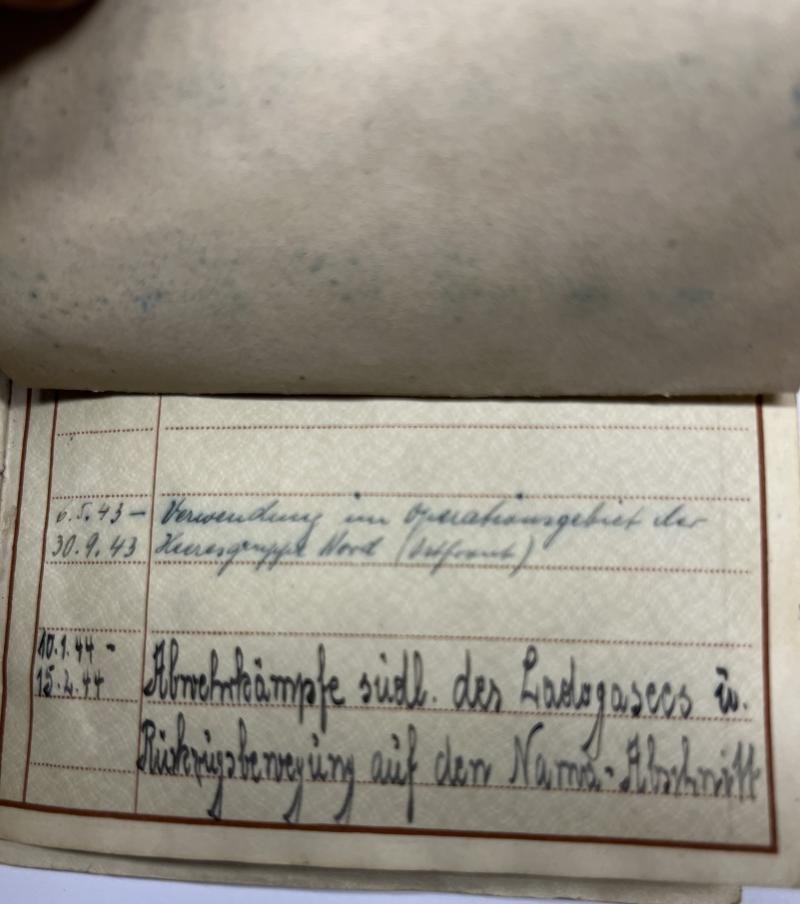 6.5.43 – Verwendung im Operationsgebiet der
30.9.43 Heeresgruppe Nord (Ostfront)
10.1.44 -
15.2.44 Abwehrkämpfe südl. des Ladogasees u.
Rückzugsbewegung auf den Narwa-Abschnitt